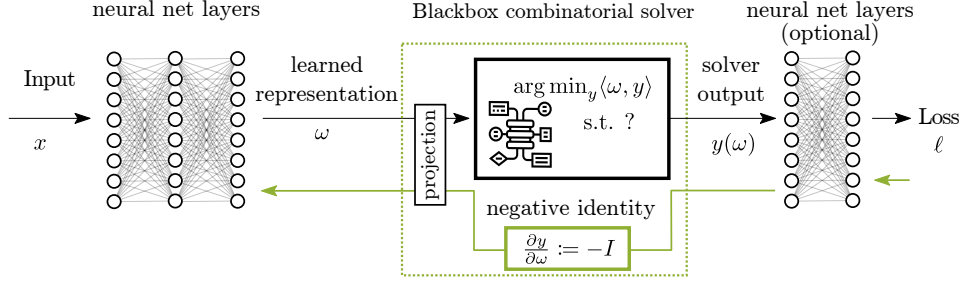 neural net layers
Blackbox combinatorial solver
neural net layers
(optional)
Input
x
learned
representation
ω
projection
arg min_y⟨ω, y⟩
s.t. ?
solver
output
y(ω)
Loss
ℓ
negative identity
∂y/∂ω := −I